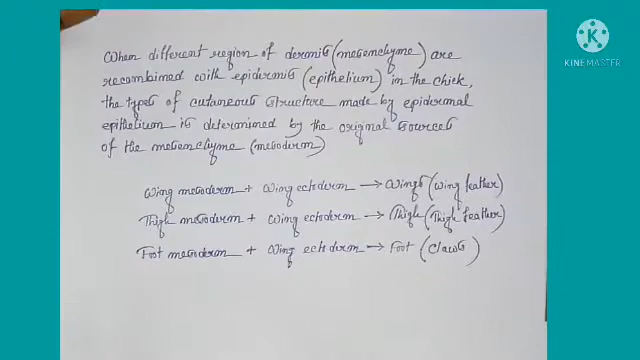 When different region of dermis (mesenchyme) are
recombined with epidermis (epithelium) in the chick,
the types of cutaneous structure made by epidermal
epithelium is determined by the original sources
of the mesenchyme (mesoderm)
Wing mesoderm + Wing ectoderm → Wings (wing feather)
Thigh mesoderm + Wing ectoderm → Thigh (Thigh feather)
Foot mesoderm + Wing ectoderm → Foot (Claws)
K
KINEMASTER